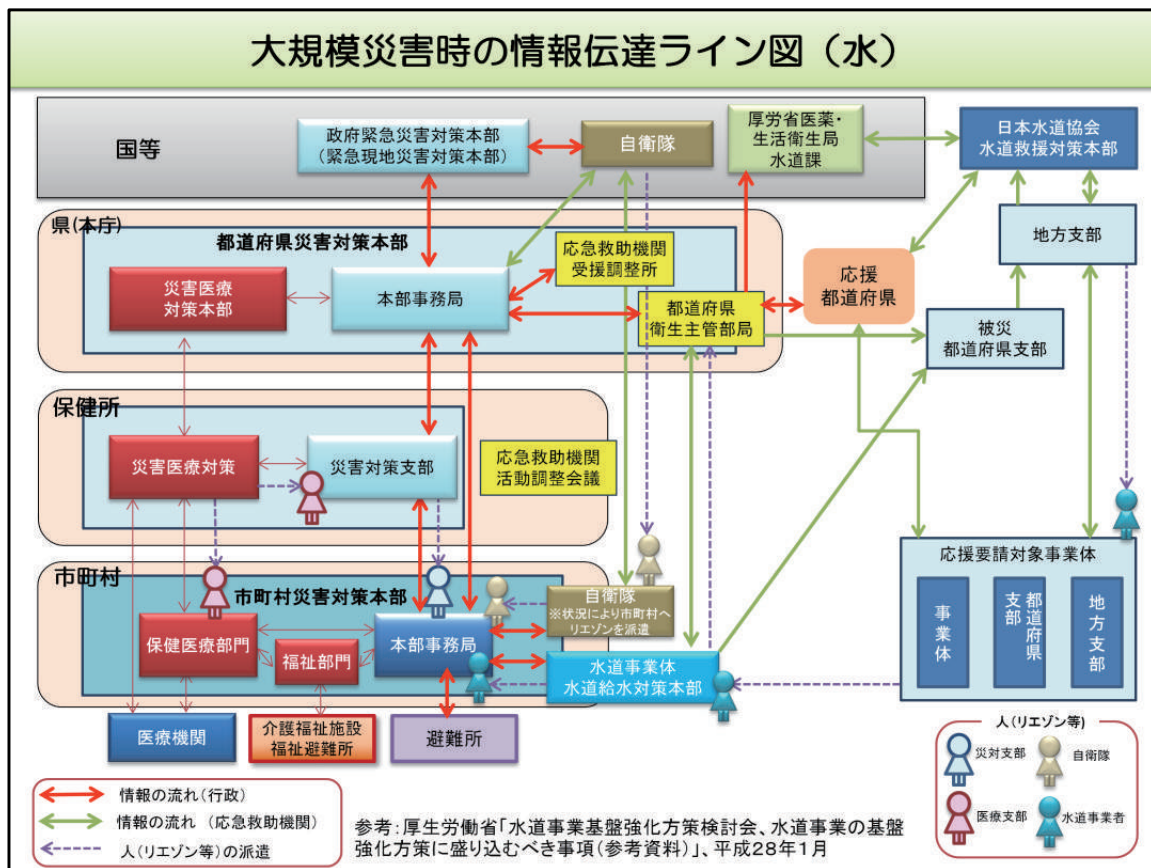 大規模災害時の情報伝達ライン図（水）
国等
政府緊急災害対策本部
（緊急現地災害対策本部）
自衛隊
厚労省医薬・
生活衛生局
水道課
日本水道協会
水道救援対策本部
県(本庁)
都道府県災害対策本部
災害医療
対策本部
本部事務局
応急救助機関
受援調整所
都道府県
衛生主管部局
応援
都道府県
地方支部
被災
都道府県支部
保健所
災害医療対策
災害対策支部
応急救助機関
活動調整会議
市町村
市町村災害対策本部
保健医療部門
福祉部門
本部事務局
自衛隊
※状況により市町村へ
リエゾンを派遣
水道事業体
水道給水対策本部
応援要請対象事業体
事業体
都道府県
支部
地方支部
医療機関
介護福祉施設
福祉避難所
避難所
人(リエゾン等)
災対支部
自衛隊
医療支部
水道事業者
情報の流れ(行政)
情報の流れ （応急救助機関）
人(リエゾン等)の派遣
参考：厚生労働省「水道事業基盤強化方策検討会、水道事業の基盤
強化方策に盛り込むべき事項(参考資料)」、平成28年1月